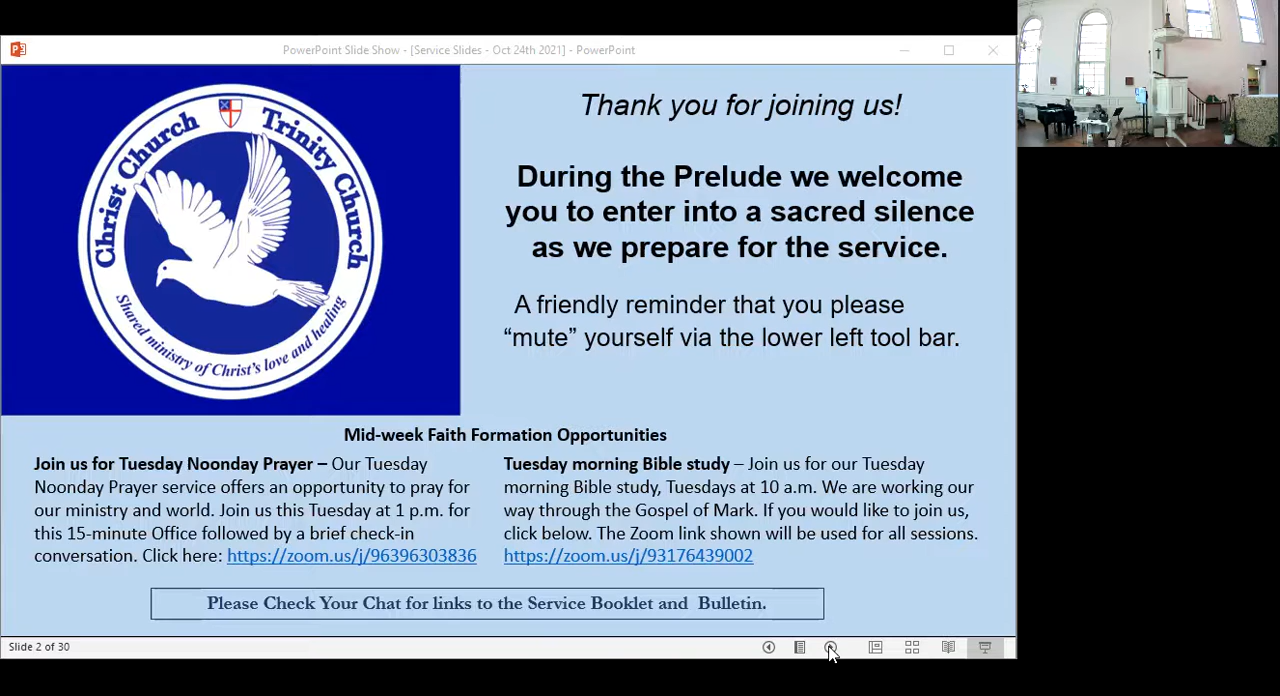 PowerPoint Slide Show - [Service Slides - Oct 24th 2021] - PowerPoint
Christ Church
Trinity Church
Shared ministry of Christ's love and healing
Thank you for joining us!
During the Prelude we welcome
you to enter into a sacred silence
as we prepare for the service.
A friendly reminder that you please
“mute” yourself via the lower left tool bar.
Mid-week Faith Formation Opportunities
Join us for Tuesday Noonday Prayer – Our Tuesday
Noonday Prayer service offers an opportunity to pray for
our ministry and world. Join us this Tuesday at 1 p.m. for
this 15-minute Office followed by a brief check-in
conversation. Click here: https://zoom.us/j/96396303836
Tuesday morning Bible study – Join us for our Tuesday
morning Bible study, Tuesdays at 10 a.m. We are working our
way through the Gospel of Mark. If you would like to join us,
click below. The Zoom link shown will be used for all sessions.
https://zoom.us/j/93176439002
Please Check Your Chat for links to the Service Booklet and  Bulletin.
Slide 2 of 30